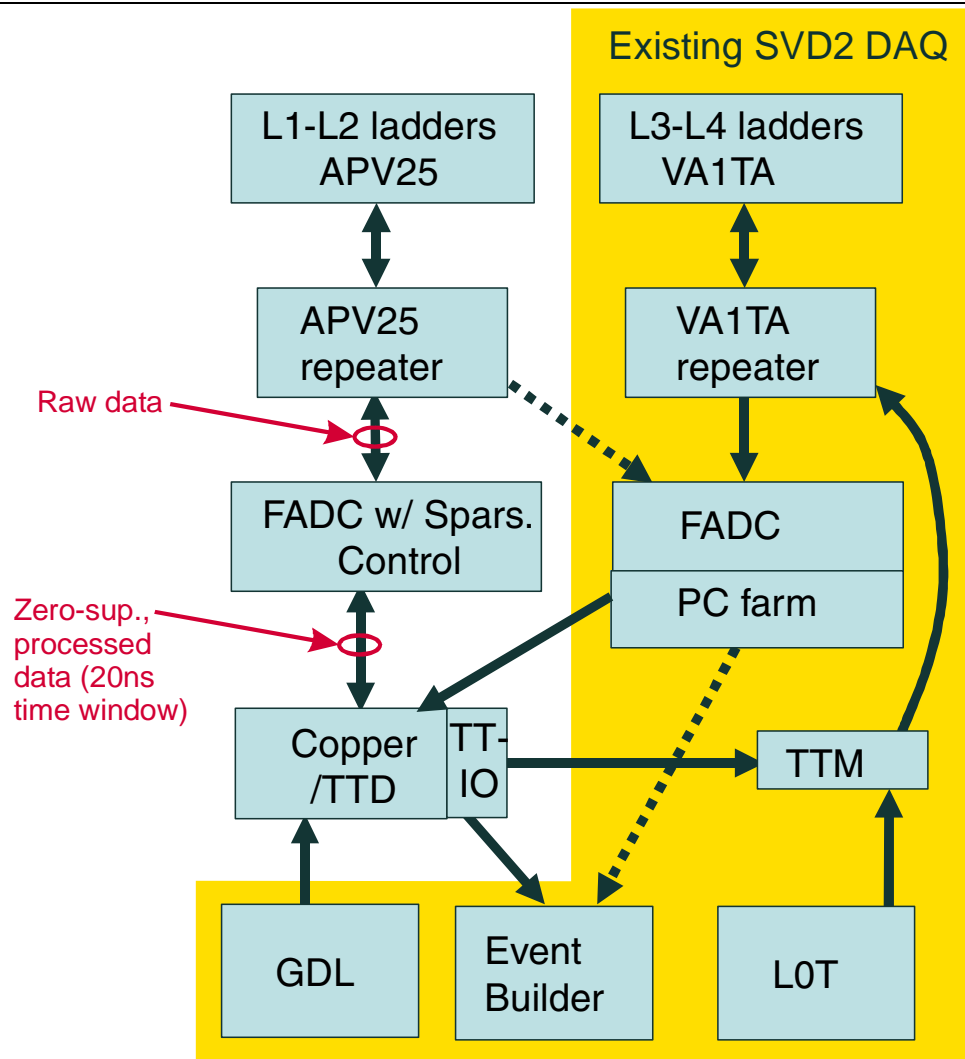 Existing SVD2 DAQ
L1-L2 ladders
APV25
L3-L4 ladders
VA1TA
APV25
repeater
VA1TA
repeater
Raw data
FADC w/ Spars.
Control
FADC
PC farm
Zero-sup.,
processed
data (20ns
time window)
Copper
/TTD
TT-
IO
TTM
GDL
Event
Builder
L0T